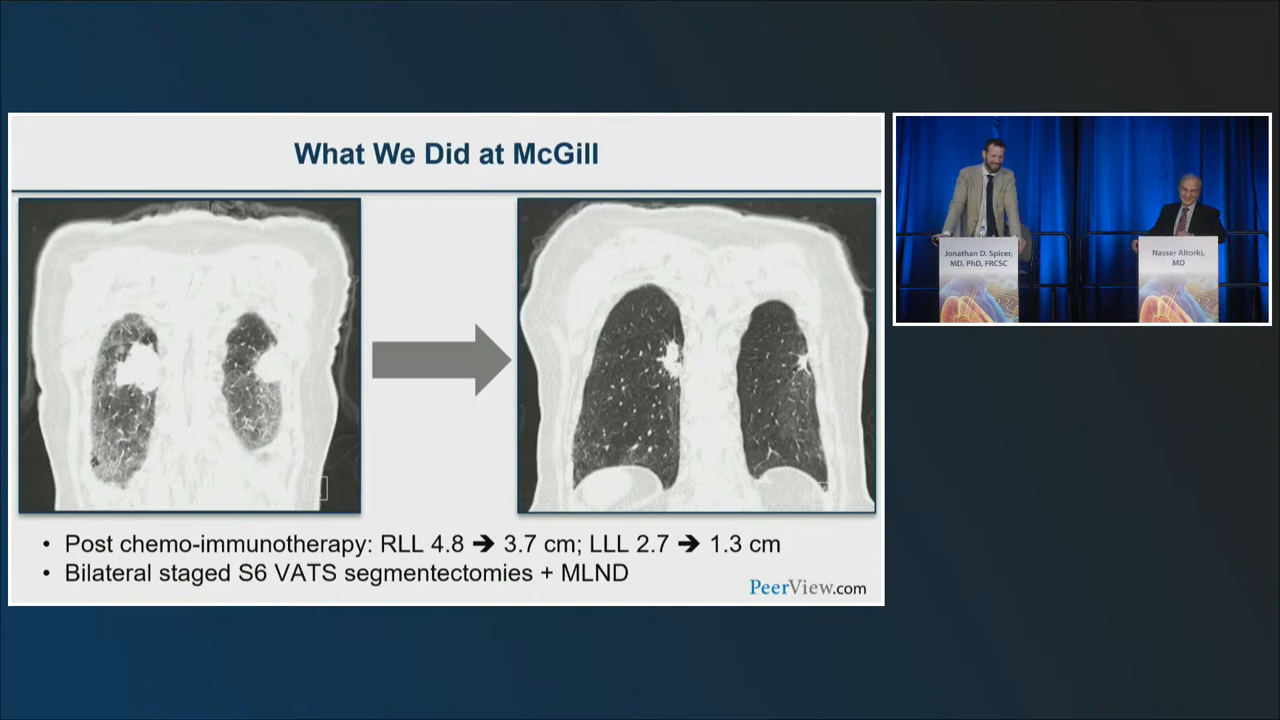 What We Did at McGill
• Post chemo-immunotherapy: RLL 4.8 ➔ 3.7 cm; LLL 2.7 ➔ 1.3 cm
• Bilateral staged S6 VATS segmentectomies + MLND
PeerView.com
Jonathan D. Spicer,
MD, PhD, FRCSC
Nasser Altorki,
MD